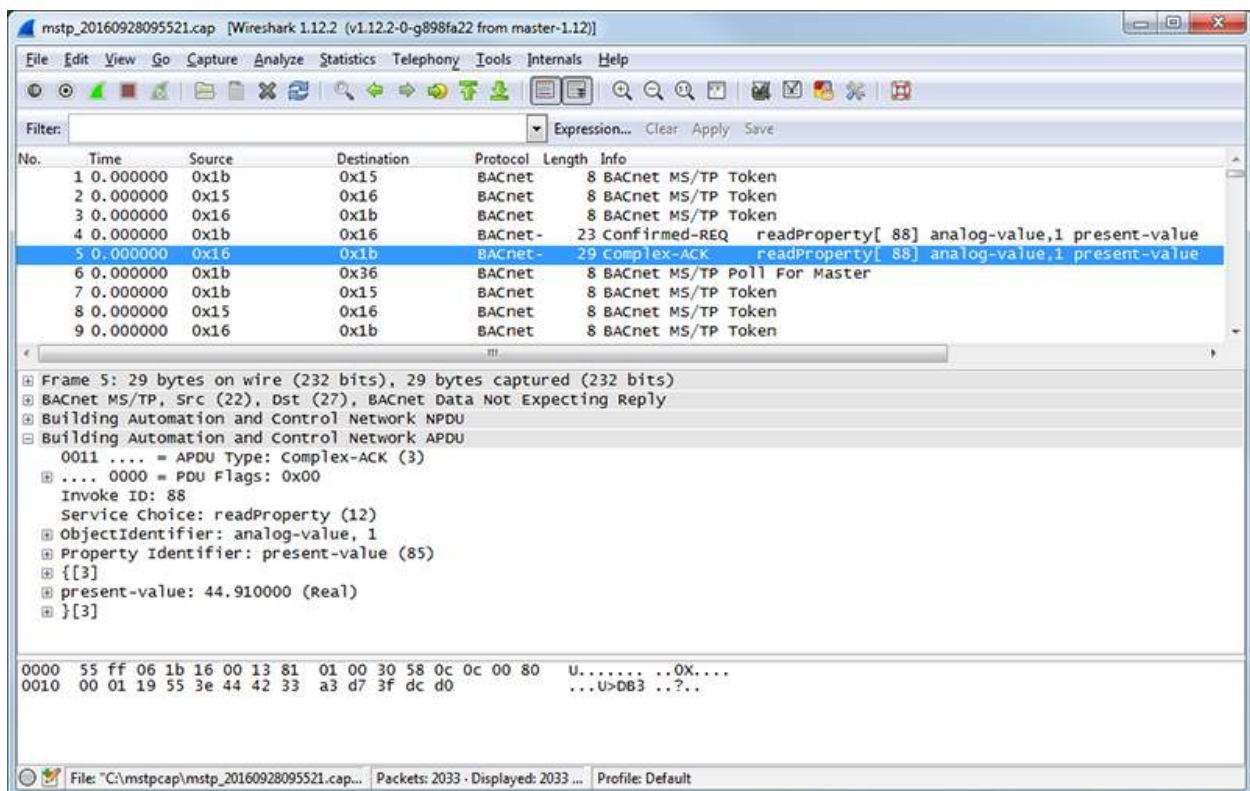 mstp_20160928095521.cap [Wireshark 1.12.2 (v1.12.2-0-g898fa22 from master-1.12)]
File Edit View Go Capture Analyze Statistics Telephony Tools Internals Help
Filter: Expression... Clear Apply Save
No. Time Source Destination Protocol Length Info
1 0.000000 0x1b 0x15 BACnet 8 BACnet MS/TP Token
2 0.000000 0x15 0x16 BACnet 8 BACnet MS/TP Token
3 0.000000 0x16 0x1b BACnet 8 BACnet MS/TP Token
4 0.000000 0x1b 0x16 BACnet- 23 Confirmed-REQ readProperty[ 88] analog-value,1 present-value
5 0.000000 0x16 0x1b BACnet- 29 Complex-ACK readProperty[ 88] analog-value,1 present-value
6 0.000000 0x1b 0x36 BACnet 8 BACnet MS/TP Poll For Master
7 0.000000 0x1b 0x15 BACnet 8 BACnet MS/TP Token
8 0.000000 0x15 0x16 BACnet 8 BACnet MS/TP Token
9 0.000000 0x16 0x1b BACnet 8 BACnet MS/TP Token
Frame 5: 29 bytes on wire (232 bits), 29 bytes captured (232 bits)
BACnet MS/TP, Src (22), Dst (27), BACnet Data Not Expecting Reply
Building Automation and Control Network NPDU
Building Automation and Control Network APDU
0011 .... = APDU Type: Complex-ACK (3)
.... 0000 = PDU Flags: 0x00
Invoke ID: 88
Service Choice: readProperty (12)
ObjectIdentifier: analog-value, 1
Property Identifier: present-value (85)
{[3]
present-value: 44.910000 (Real)
}[3]
0000 55 ff 06 1b 16 00 13 81 01 00 30 58 0c 0c 00 80 U....... ..0X....
0010 00 01 19 55 3e 44 42 33 a3 d7 3f dc d0 ...U>DB3 ..?..
File: "C:\mstpcap\mstp_20160928095521.cap... Packets: 2033 · Displayed: 2033 ... Profile: Default